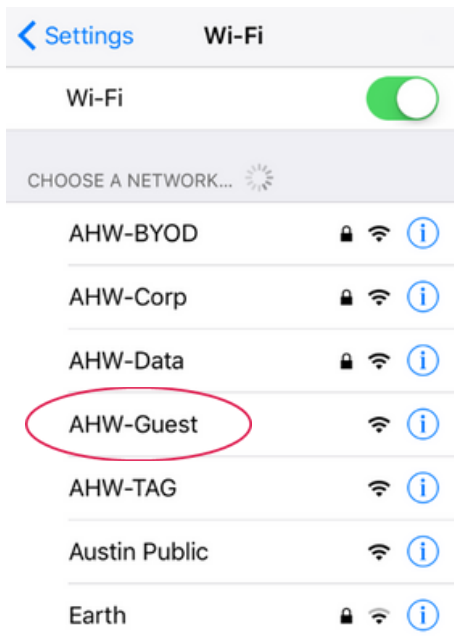 Settings Wi-Fi
Wi-Fi
CHOOSE A NETWORK...
AHW-BYOD
AHW-Corp
AHW-Data
AHW-Guest
AHW-TAG
Austin Public
Earth